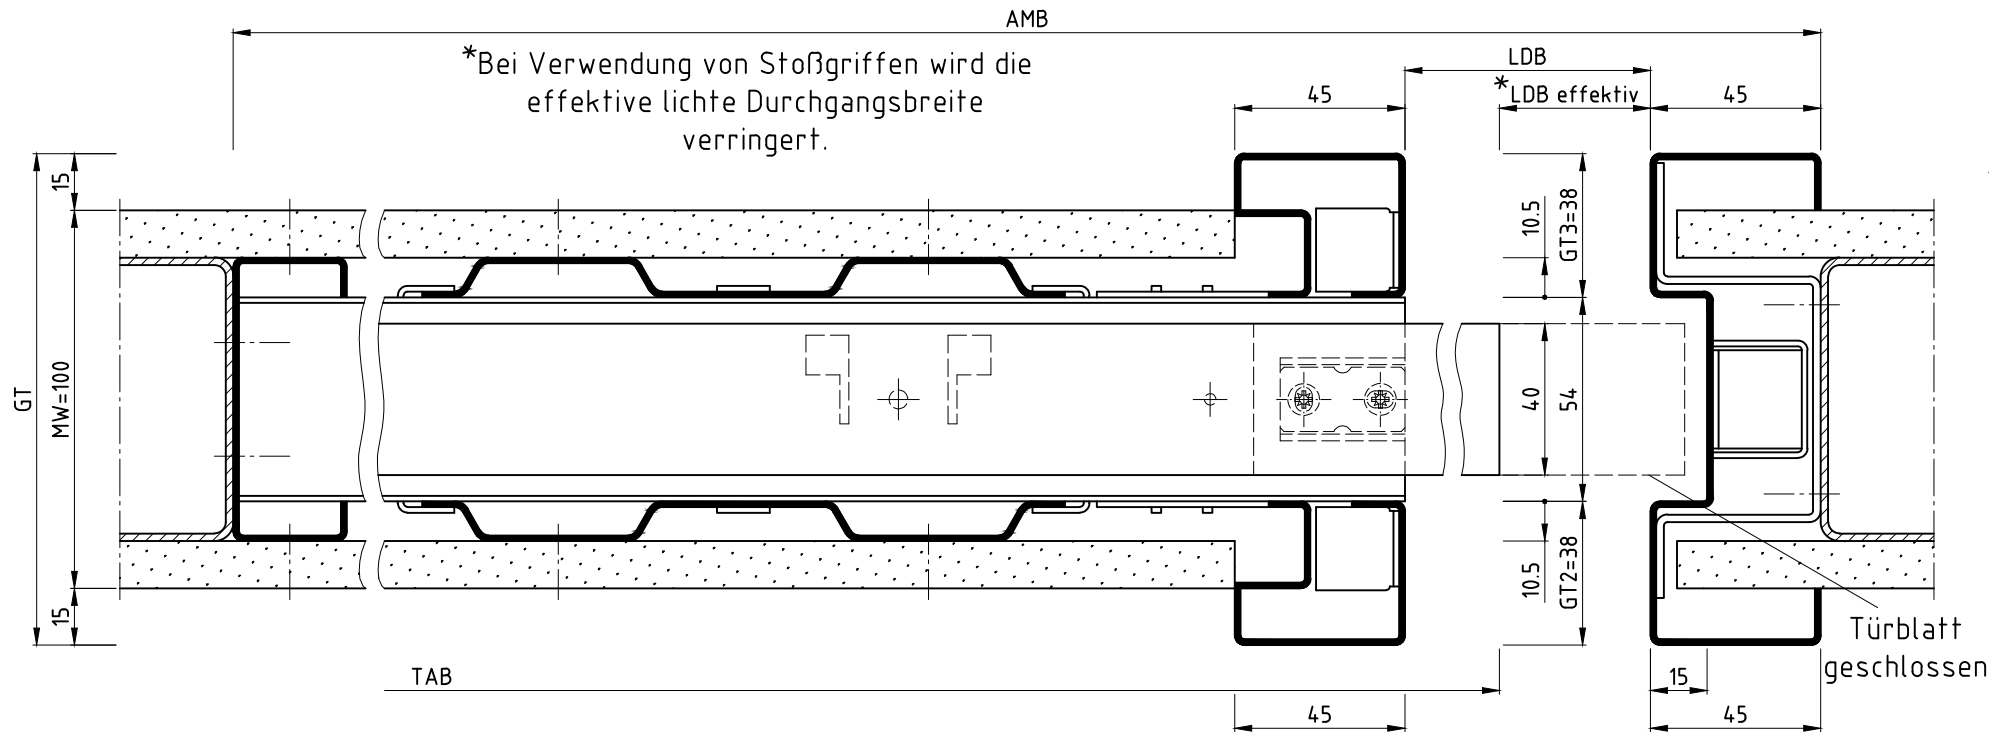 AMB
*Bei Verwendung von Stoßgriffen wird die
effektive lichte Durchgangsbreite
verringert.
LDB
*LDB effektiv
45
45
15
10.5
GT3=38
GT
MW=100
40
54
15
10.5
GT2=38
Türblatt
geschlossen
TAB
15
45
45